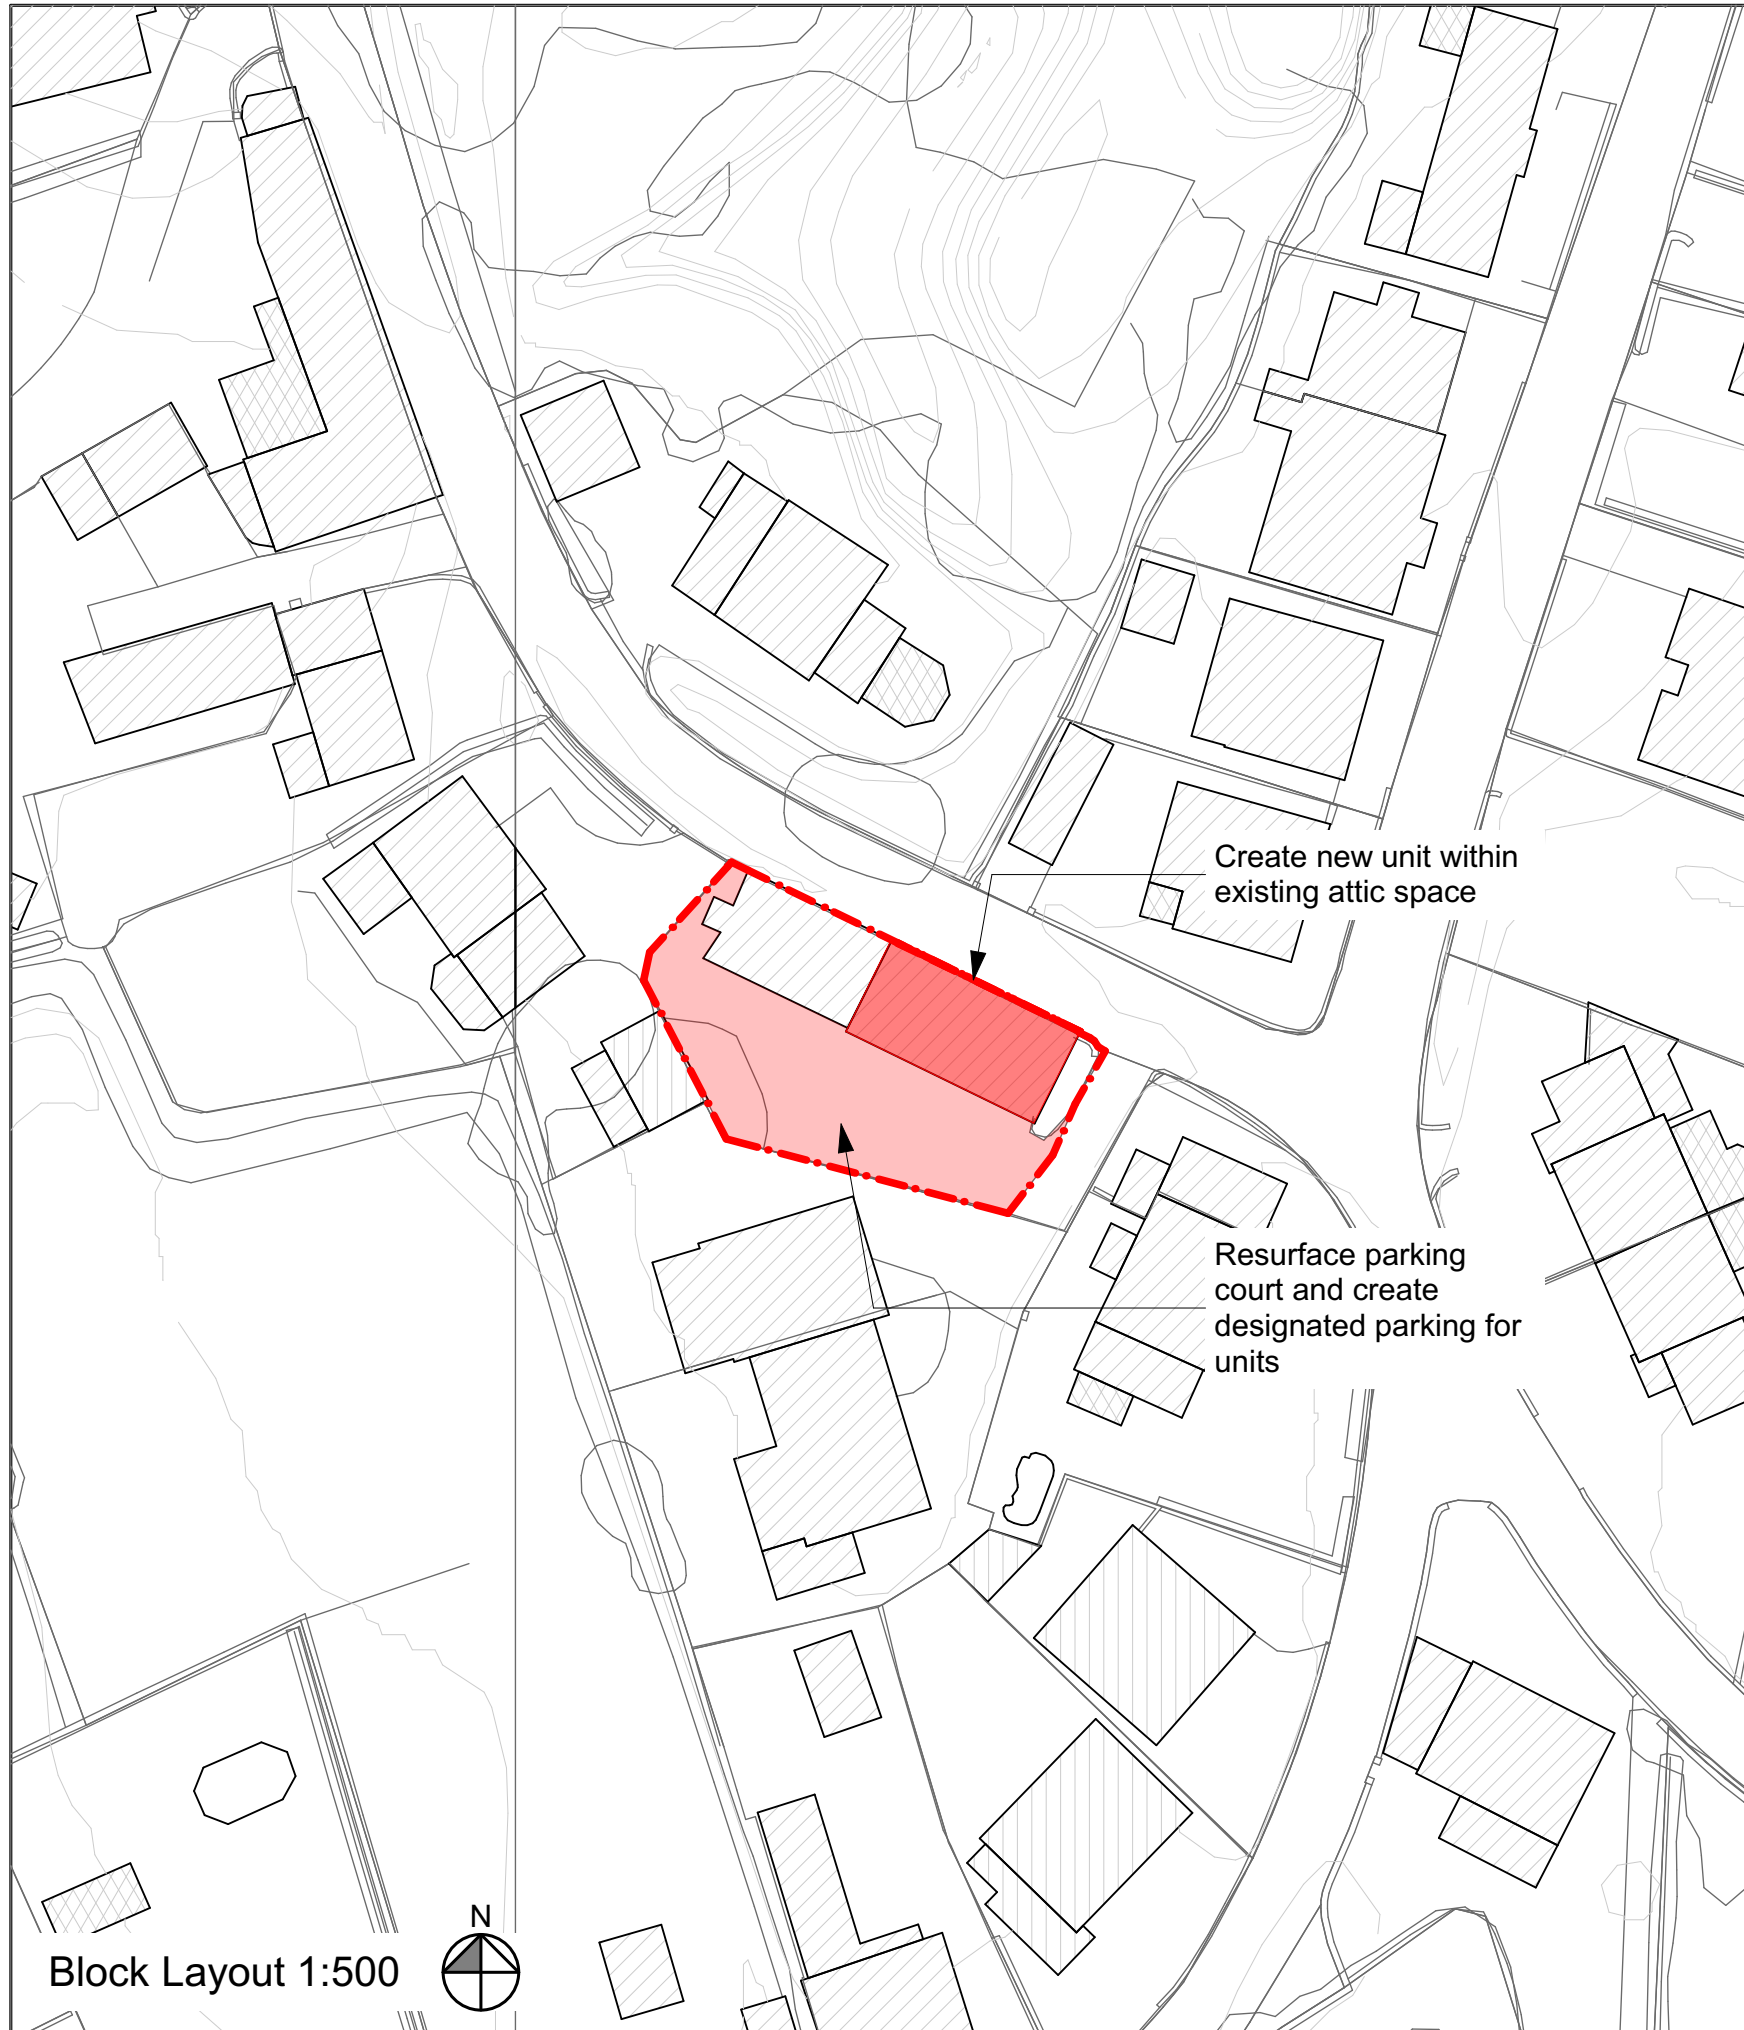 Create new unit within
existing attic space
Resurface parking
court and create
designated parking for
units
N
Block Layout 1:500